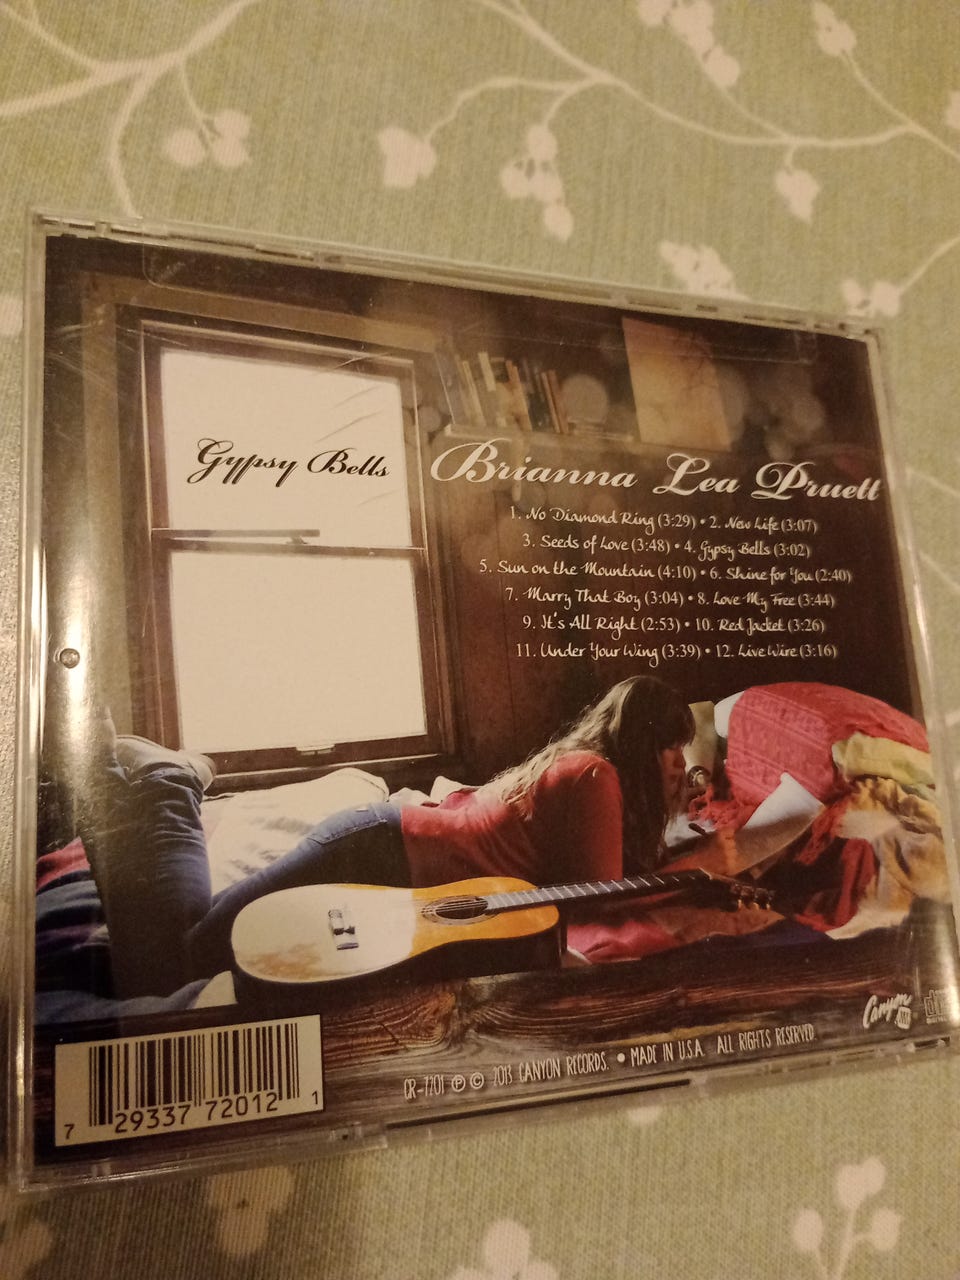 Gypsy Bells
Brianna Lea Pruett
1. No Diamond Ring (3:29) • 2. New Life (3:07)
3. Seeds of Love (3:48) • 4. Gypsy Bells (3:02)
5. Sun on the Mountain (4:10) • 6. Shine for You (2:40)
7. Marry That Boy (3:04) • 8. Love My Free (3:44)
9. It's All Right (2:53) • 10. Red Jacket (3:26)
11. Under Your Wing (3:39) • 12. Live Wire (3:16)
Canyon
CR-7201 ℗ © 2013 CANYON RECORDS. • MADE IN U.S.A. ALL RIGHTS RESERVED.
7 29337 72012 1